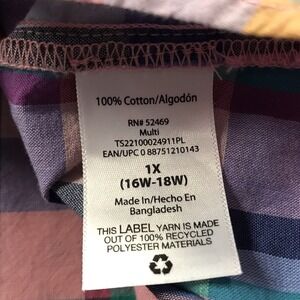 100% Cotton/Algodón
RN# 52469
Multi
TS22100024911PL
EAN/UPC 0 88751210143
1X
(16W-18W)
Made In/Hecho En
Bangladesh
THIS LABEL YARN IS MADE
OUT OF 100% RECYCLED
POLYESTER MATERIALS